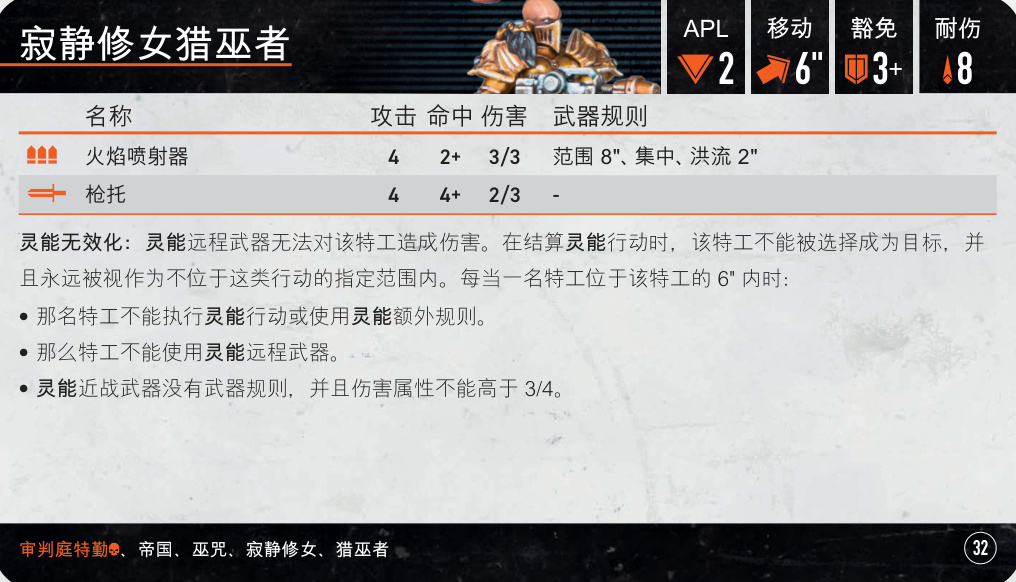 寂静修女猎巫者
APL 移动 豁免 耐伤
2 6" 3+ 8
名称 攻击 命中 伤害 武器规则
火焰喷射器 4 2+ 3/3 范围 8"、集中、洪流 2"
枪托 4 4+ 2/3 -
灵能无效化：灵能远程武器无法对该特工造成伤害。在结算灵能行动时，该特工不能被选择成为目标，并
且永远被视作为不位于这类行动的指定范围内。每当一名特工位于该特工的 6" 内时：
• 那名特工不能执行灵能行动或使用灵能额外规则。
• 那么特工不能使用灵能远程武器。
• 灵能近战武器没有武器规则，并且伤害属性不能高于 3/4。
审判庭特勤、帝国、巫咒、寂静修女、猎巫者
32